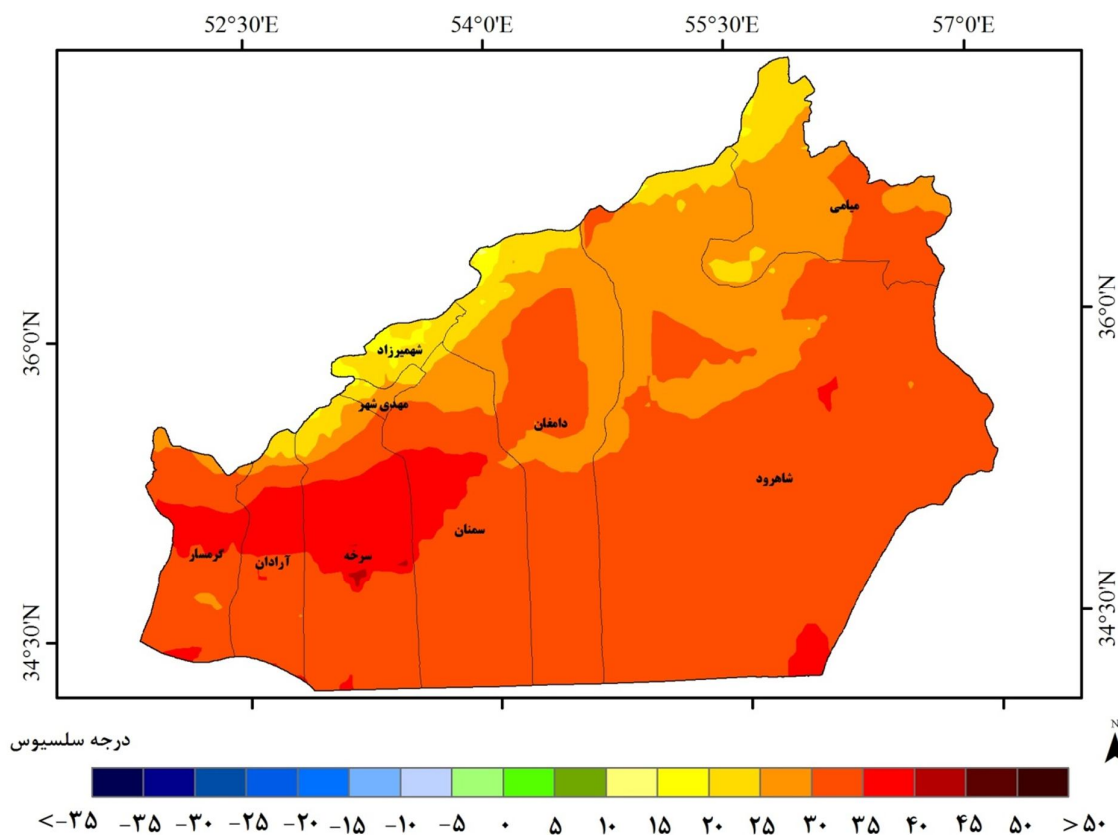 52°30'E 54°0'E 55°30'E 57°0'E
میامی
36°0'N
36°0'N
شهمیرزاد
مهدی شهر
دامغان
شاهرود
سمنان
گرمسار
آرادان
سرخه
34°30'N
34°30'N
درجه سلسیوس
N
<-۳۵ -۳۵ -۳۰ -۲۵ -۲۰ -۱۵ -۱۰ -۵ ۰ ۵ ۱۰ ۱۵ ۲۰ ۲۵ ۳۰ ۳۵ ۴۰ ۴۵ >۵۰